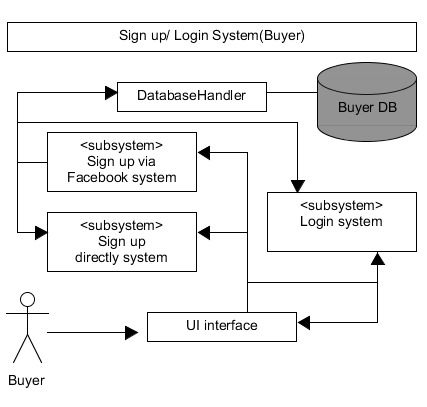 Sign up/ Login System(Buyer)
DatabaseHandler
Buyer DB
<subsystem>
Sign up via
Facebook system
<subsystem>
Login system
<subsystem>
Sign up
directly system
UI interface
Buyer